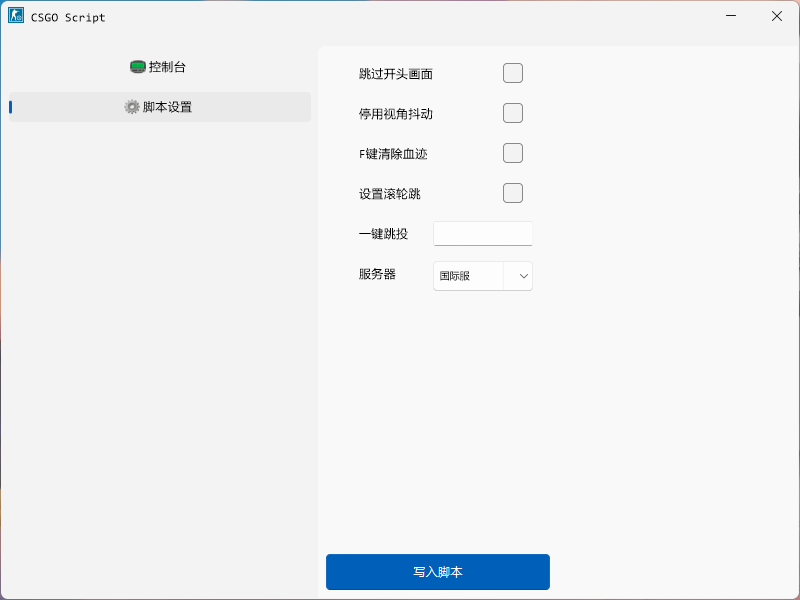 CSGO Script
控制台
脚本设置
跳过开头画面
停用视角抖动
F键清除血迹
设置滚轮跳
一键跳投
服务器 国际服
写入脚本